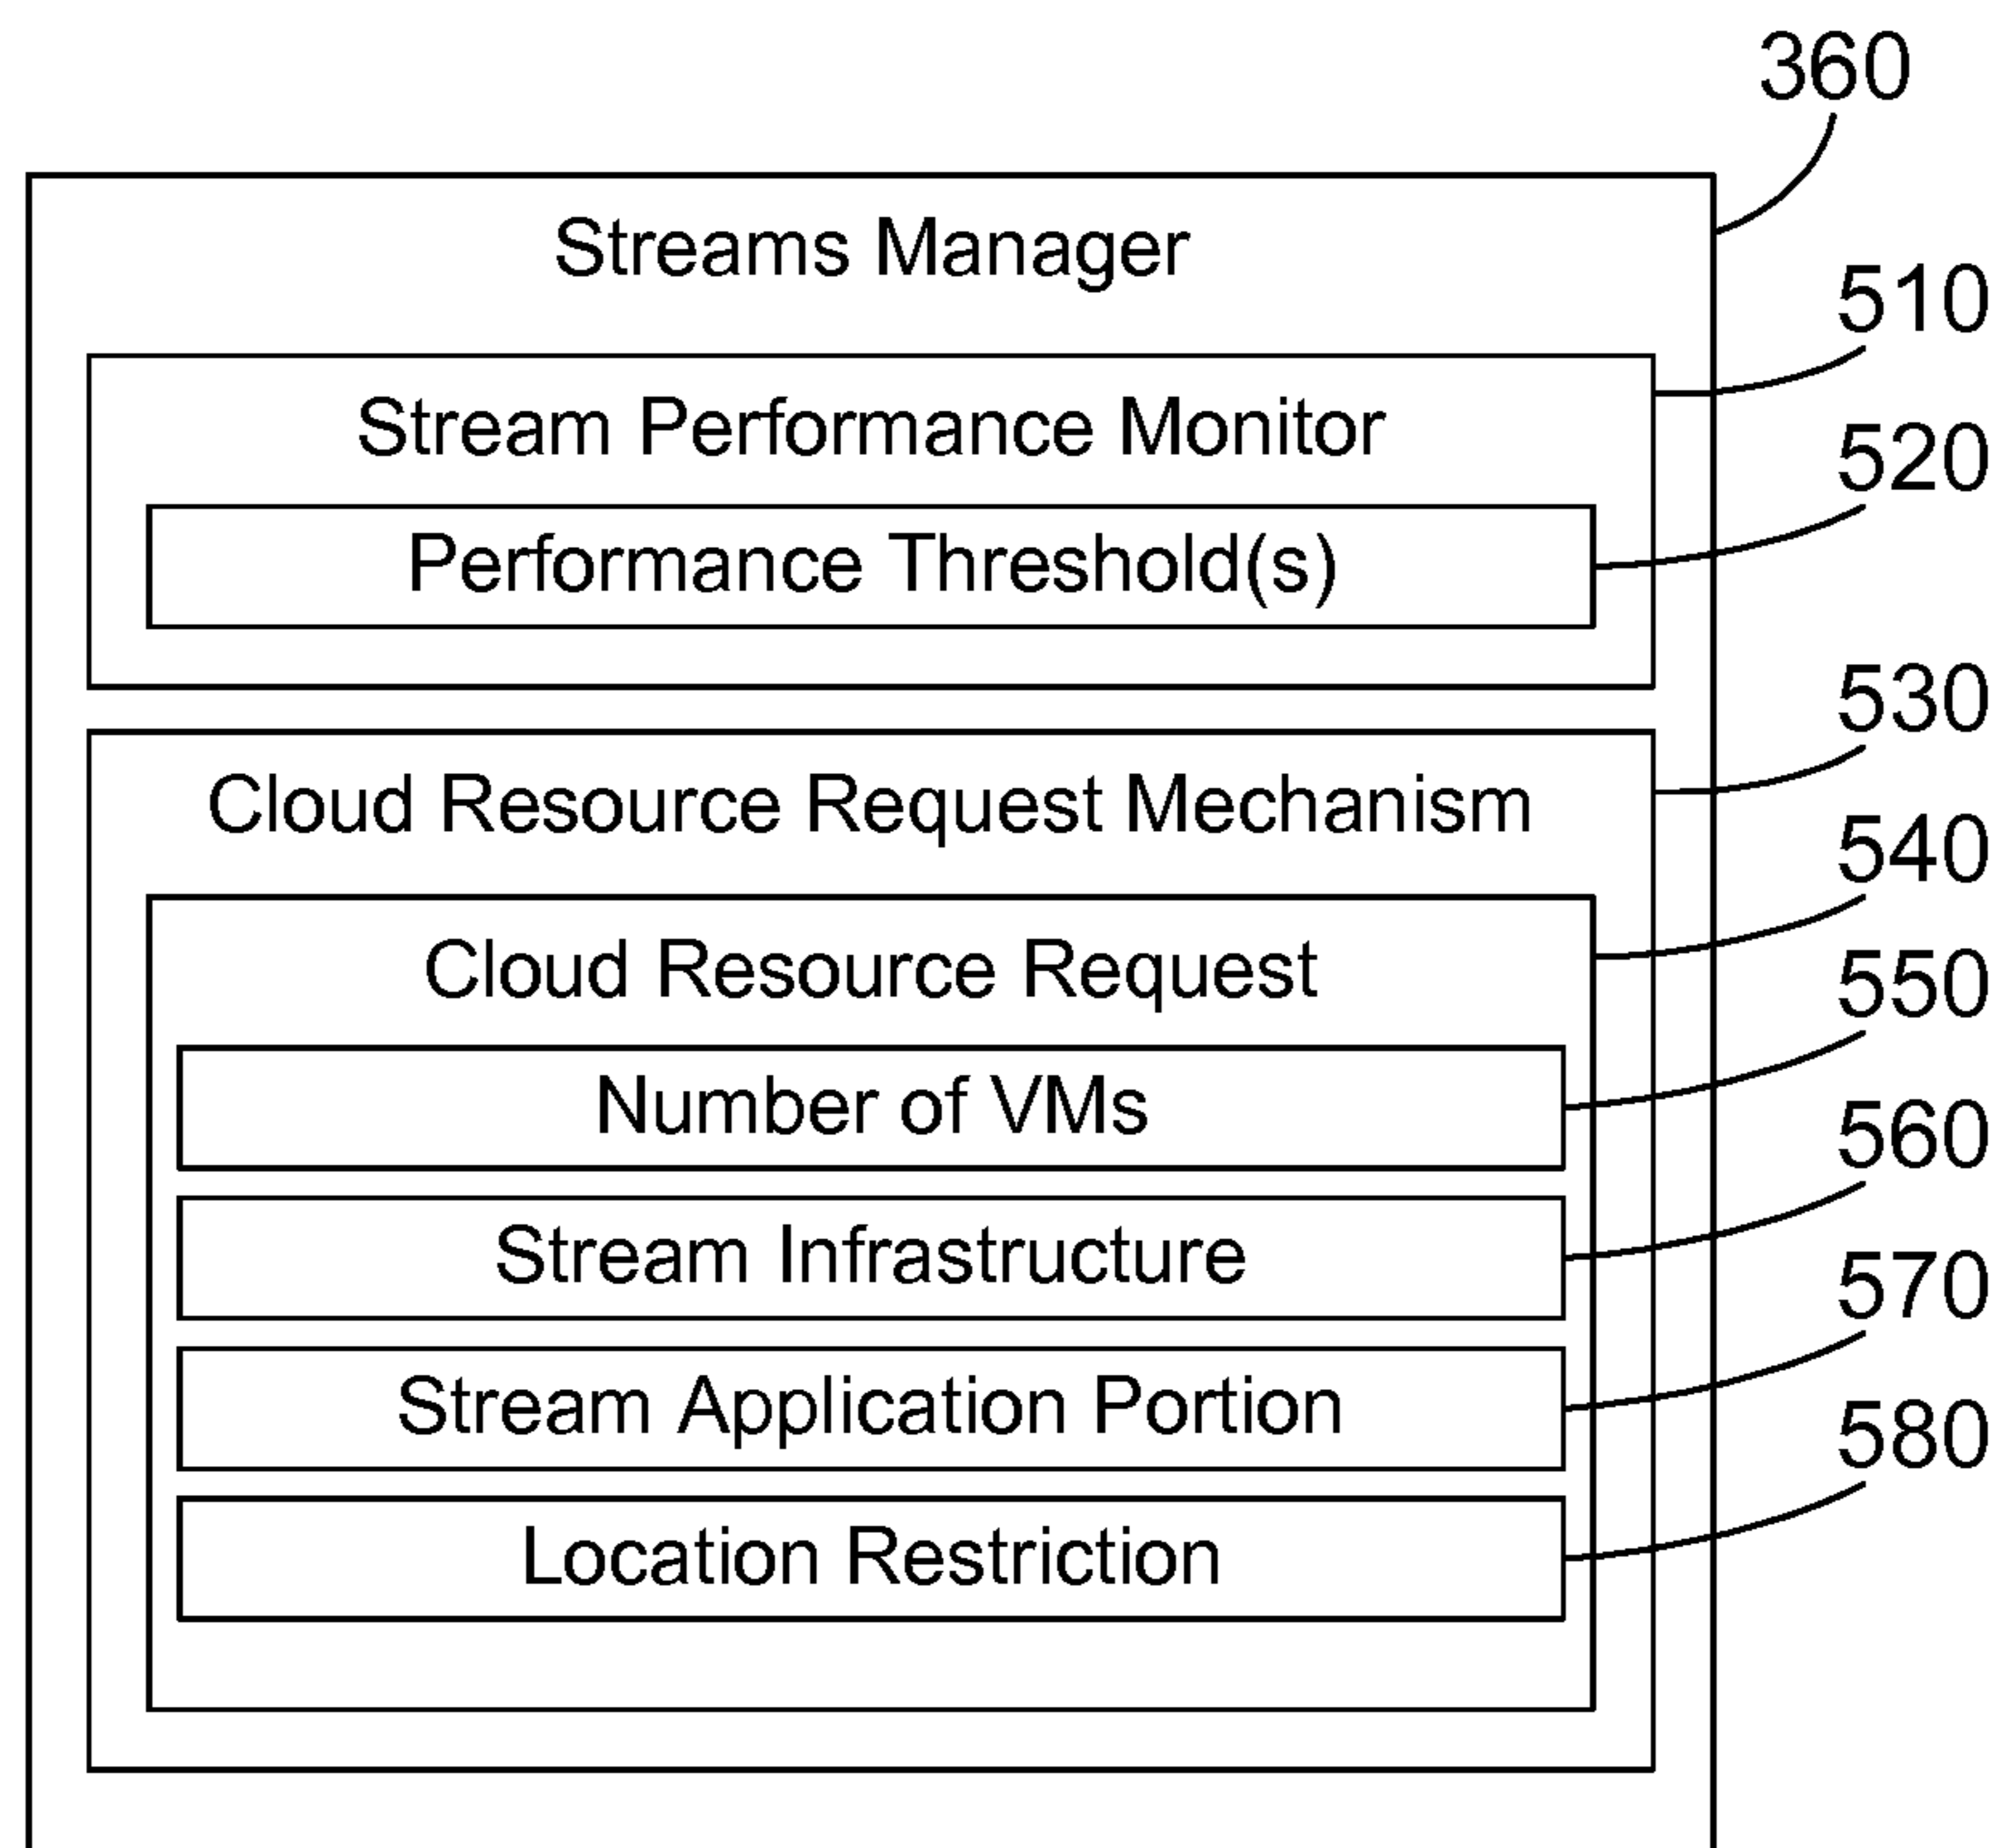 360
Streams Manager
510
Stream Performance Monitor
520
Performance Threshold(s)
530
Cloud Resource Request Mechanism
540
Cloud Resource Request
550
Number of VMs
560
Stream Infrastructure
570
Stream Application Portion
580
Location Restriction